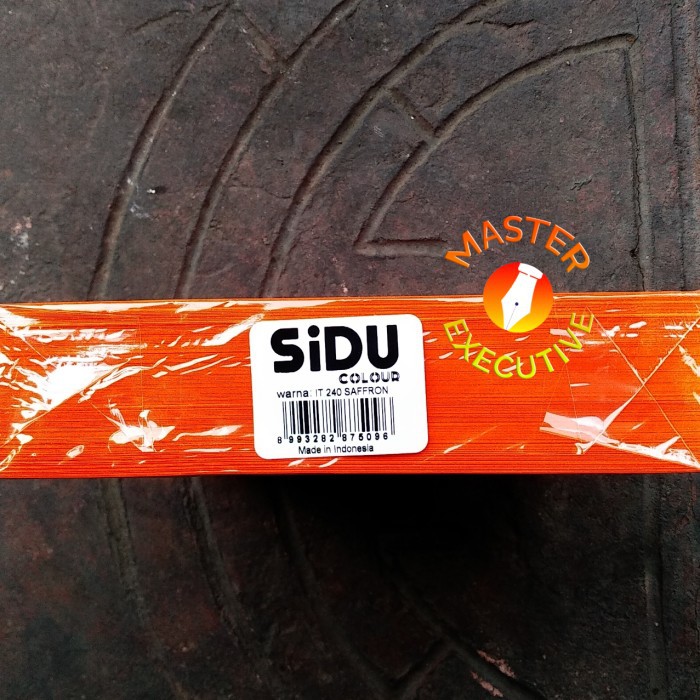 MASTER
EXECUTIVE
SiDU
COLOUR
warna: IT 240 SAFFRON
8 993282 875096
Made in Indonesia